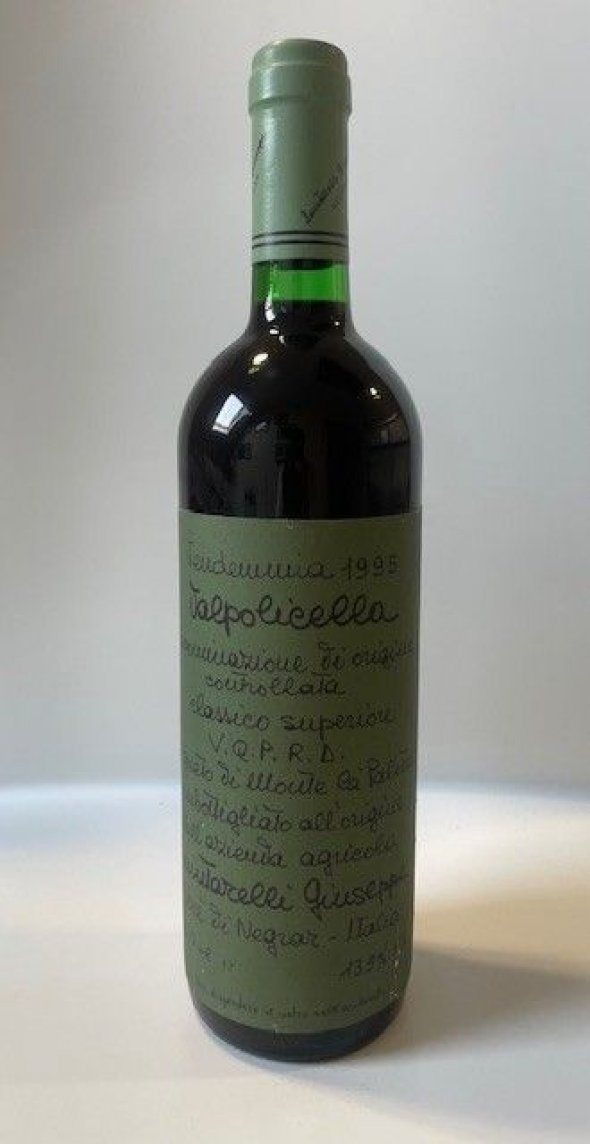 Vendemmia 1995
Valpolicella
Denominazione di origine
controllata
classico superiore
V.Q.P.R.D.
di Monte Ca' Paletta
imbottigliato all'origine
azienda agricola
Quintarelli Giuseppe
di Negrar - Italia